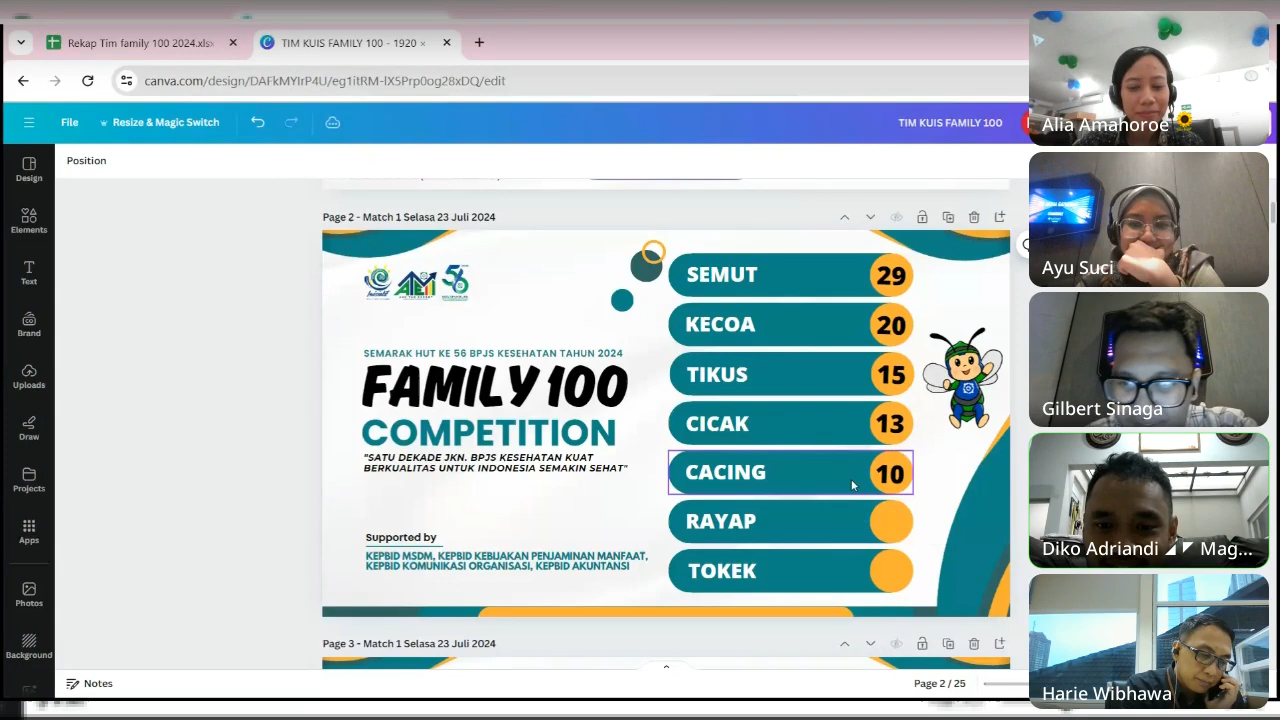 Rekap Tim family 100 2024.xls
TIM KUIS FAMILY 100 - 1920
canva.com/design/DAFkMYIrP4U/eg1itRM-IX5Prp0og28xDQ/edit
File
Resize & Magic Switch
TIM KUIS FAMILY 100
Position
Design
Elements
Text
Brand
Uploads
Draw
Projects
Apps
Photos
Background
Page 2 - Match 1 Selasa 23 Juli 2024
56
SEMARAK HUT KE 56 BPJS KESEHATAN TAHUN 2024
FAMILY 100
COMPETITION
"SATU DEKADE JKN. BPJS KESEHATAN KUAT
BERKUALITAS UNTUK INDONESIA SEMAKIN SEHAT"
Supported by
KEPBID MSDM, KEPBID KEBIJAKAN PENJAMINAN MANFAAT,
KEPBID KOMUNIKASI ORGANISASI, KEPBID AKUNTANSI
SEMUT 29
KECOA 20
TIKUS 15
CICAK 13
CACING 10
RAYAP
TOKEK
Page 3 - Match 1 Selasa 23 Juli 2024
Notes
Page 2 / 25
Alia Amahoroe
Ayu Suci
Gilbert Sinaga
Diko Adriandi Mag...
Harie Wibhawa